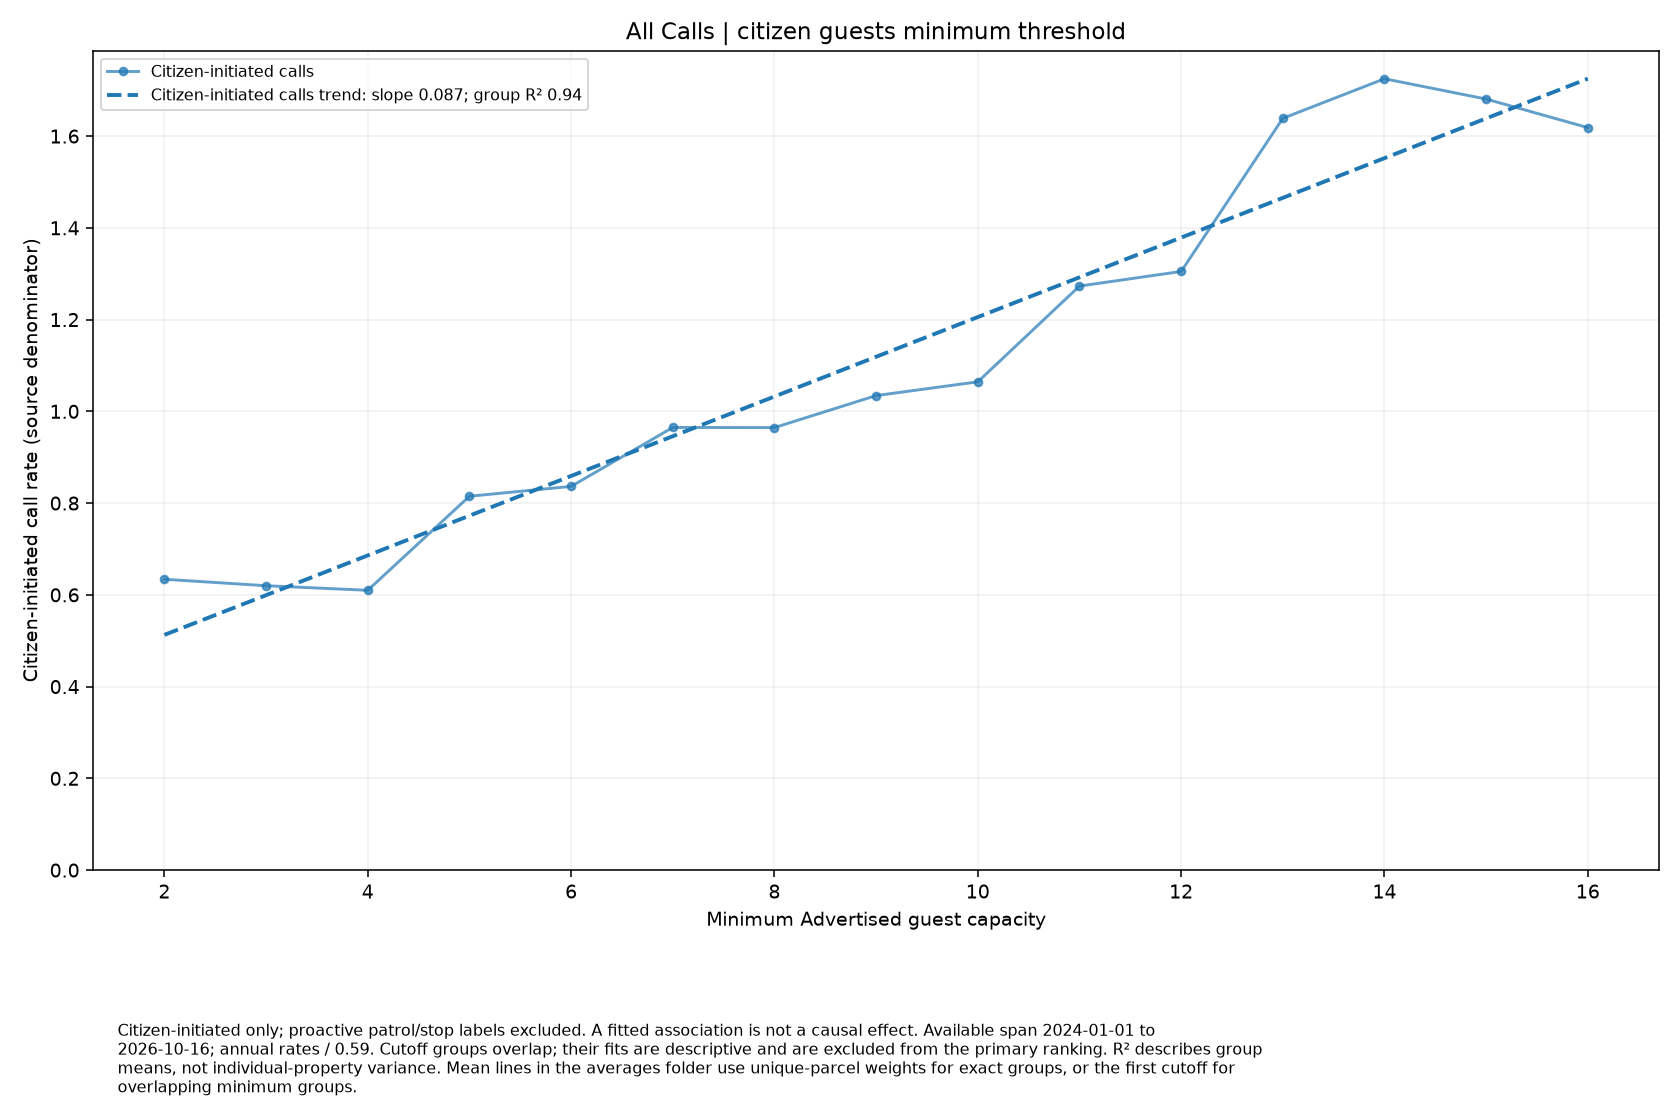 All Calls | citizen guests minimum threshold
Citizen-initiated calls
Citizen-initiated calls trend: slope 0.087; group R² 0.94
Citizen-initiated call rate (source denominator)
1.6
1.4
1.2
1.0
0.8
0.6
0.4
0.2
0.0
2 4 6 8 10 12 14 16
Minimum Advertised guest capacity
Citizen-initiated only; proactive patrol/stop labels excluded. A fitted association is not a causal effect. Available span 2024-01-01 to
2026-10-16; annual rates / 0.59. Cutoff groups overlap; their fits are descriptive and are excluded from the primary ranking. R² describes group
means, not individual-property variance. Mean lines in the averages folder use unique-parcel weights for exact groups, or the first cutoff for
overlapping minimum groups.